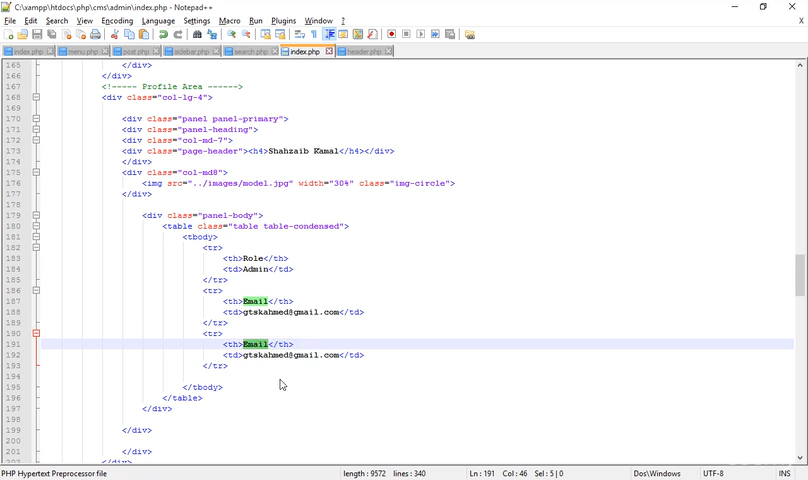 C:\xampp\htdocs\php\cms\admin\index.php - Notepad++
File Edit Search View Encoding Language Settings Macro Run Plugins Window ?
X
index.php menu.php post.php sidebar.php search.php index.php header.php
165 </div>
166 </div>
167 <!----- Profile Area ------>
168 <div class="col-lg-4">
169
170 <div class="panel panel-primary">
171 <div class="panel-heading">
172 <div class="col-md-7">
173 <div class="page-header"><h4>Shahzaib Kamal</h4></div>
174 </div>
175 <div class="col-md8">
176 <img src="../images/model.jpg" width="30%" class="img-circle">
177 </div>
178
179 <div class="panel-body">
180 <table class="table table-condensed">
181 <tbody>
182 <tr>
183 <th>Role</th>
184 <td>Admin</td>
185 </tr>
186 <tr>
187 <th>Email</th>
188 <td>gtskahmed@gmail.com</td>
189 </tr>
190 <tr>
191 <th>Email</th>
192 <td>gtskahmed@gmail.com</td>
193 </tr>
194
195 </tbody>
196 </table>
197 </div>
198
199 </div>
200
201 </div>
202 </div>
PHP Hypertext Preprocessor file length : 9572 lines : 340 Ln : 191 Col : 46 Sel : 5 | 0 Dos\Windows UTF-8 INS